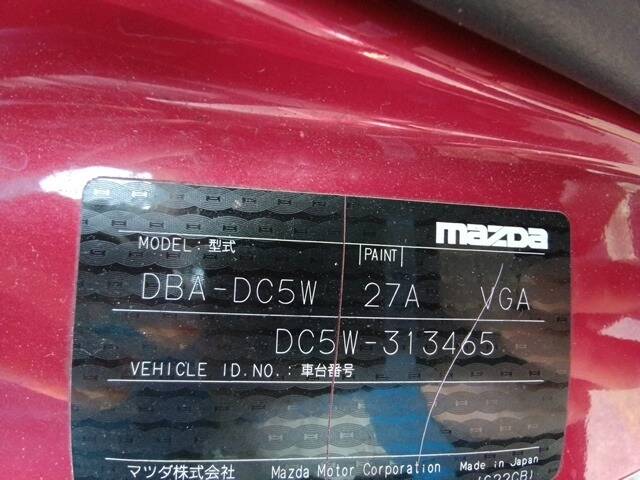 mazda
MODEL:型式 PAINT
DBA-DC5W 27A VGA
DC5W-313465
VEHICLE ID.NO.:車台番号
マツダ株式会社 Mazda Motor Corporation Made in Japan